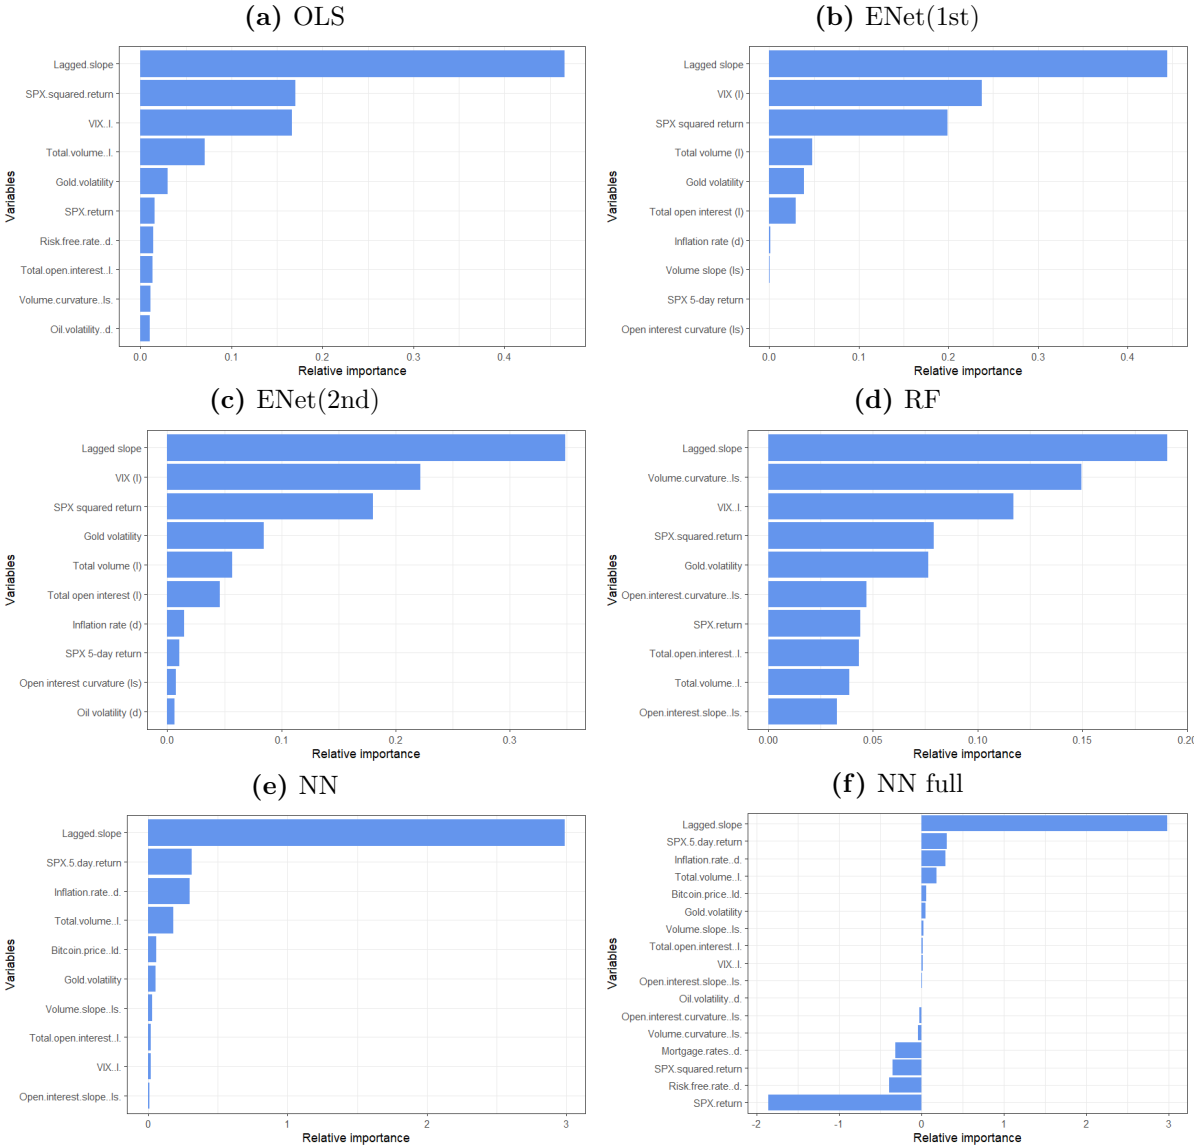 (a) OLS
Variables
Lagged.slope
SPX.squared.return
VIX..l.
Total.volume..l.
Gold.volatility
SPX.return
Risk.free.rate..d.
Total.open.interest..l.
Volume.curvature..ls.
Oil.volatility..d.
0.0 0.1 0.2 0.3 0.4
Relative importance
(b) ENet(1st)
Variables
Lagged slope
VIX (l)
SPX squared return
Total volume (l)
Gold volatility
Total open interest (l)
Inflation rate (d)
Volume slope (ls)
SPX 5-day return
Open interest curvature (ls)
0.0 0.1 0.2 0.3 0.4
Relative importance
(c) ENet(2nd)
Variables
Lagged slope
VIX (l)
SPX squared return
Gold volatility
Total volume (l)
Total open interest (l)
Inflation rate (d)
SPX 5-day return
Open interest curvature (ls)
Oil volatility (d)
0.0 0.1 0.2 0.3
Relative importance
(d) RF
Variables
Lagged.slope
Volume.curvature..ls.
VIX..l.
SPX.squared.return
Gold.volatility
Open.interest.curvature..ls.
SPX.return
Total.open.interest..l.
Total.volume..l.
Open.interest.slope..ls.
0.00 0.05 0.10 0.15 0.20
Relative importance
(e) NN
Variables
Lagged.slope
SPX.5.day.return
Inflation.rate..d.
Total.volume..l.
Bitcoin.price..ld.
Gold.volatility
Volume.slope..ls.
Total.open.interest..l.
VIX..l.
Open.interest.slope..ls.
0 1 2 3
Relative importance
(f) NN full
Variables
Lagged.slope
SPX.5.day.return
Inflation.rate..d.
Total.volume..l.
Bitcoin.price..ld.
Gold.volatility
Volume.slope..ls.
Total.open.interest..l.
VIX..l.
Open.interest.slope..ls.
Oil.volatility..d.
Open.interest.curvature..ls.
Volume.curvature..ls.
Mortgage.rates..d.
SPX.squared.return
Risk.free.rate..d.
SPX.return
-2 -1 0 1 2 3
Relative importance